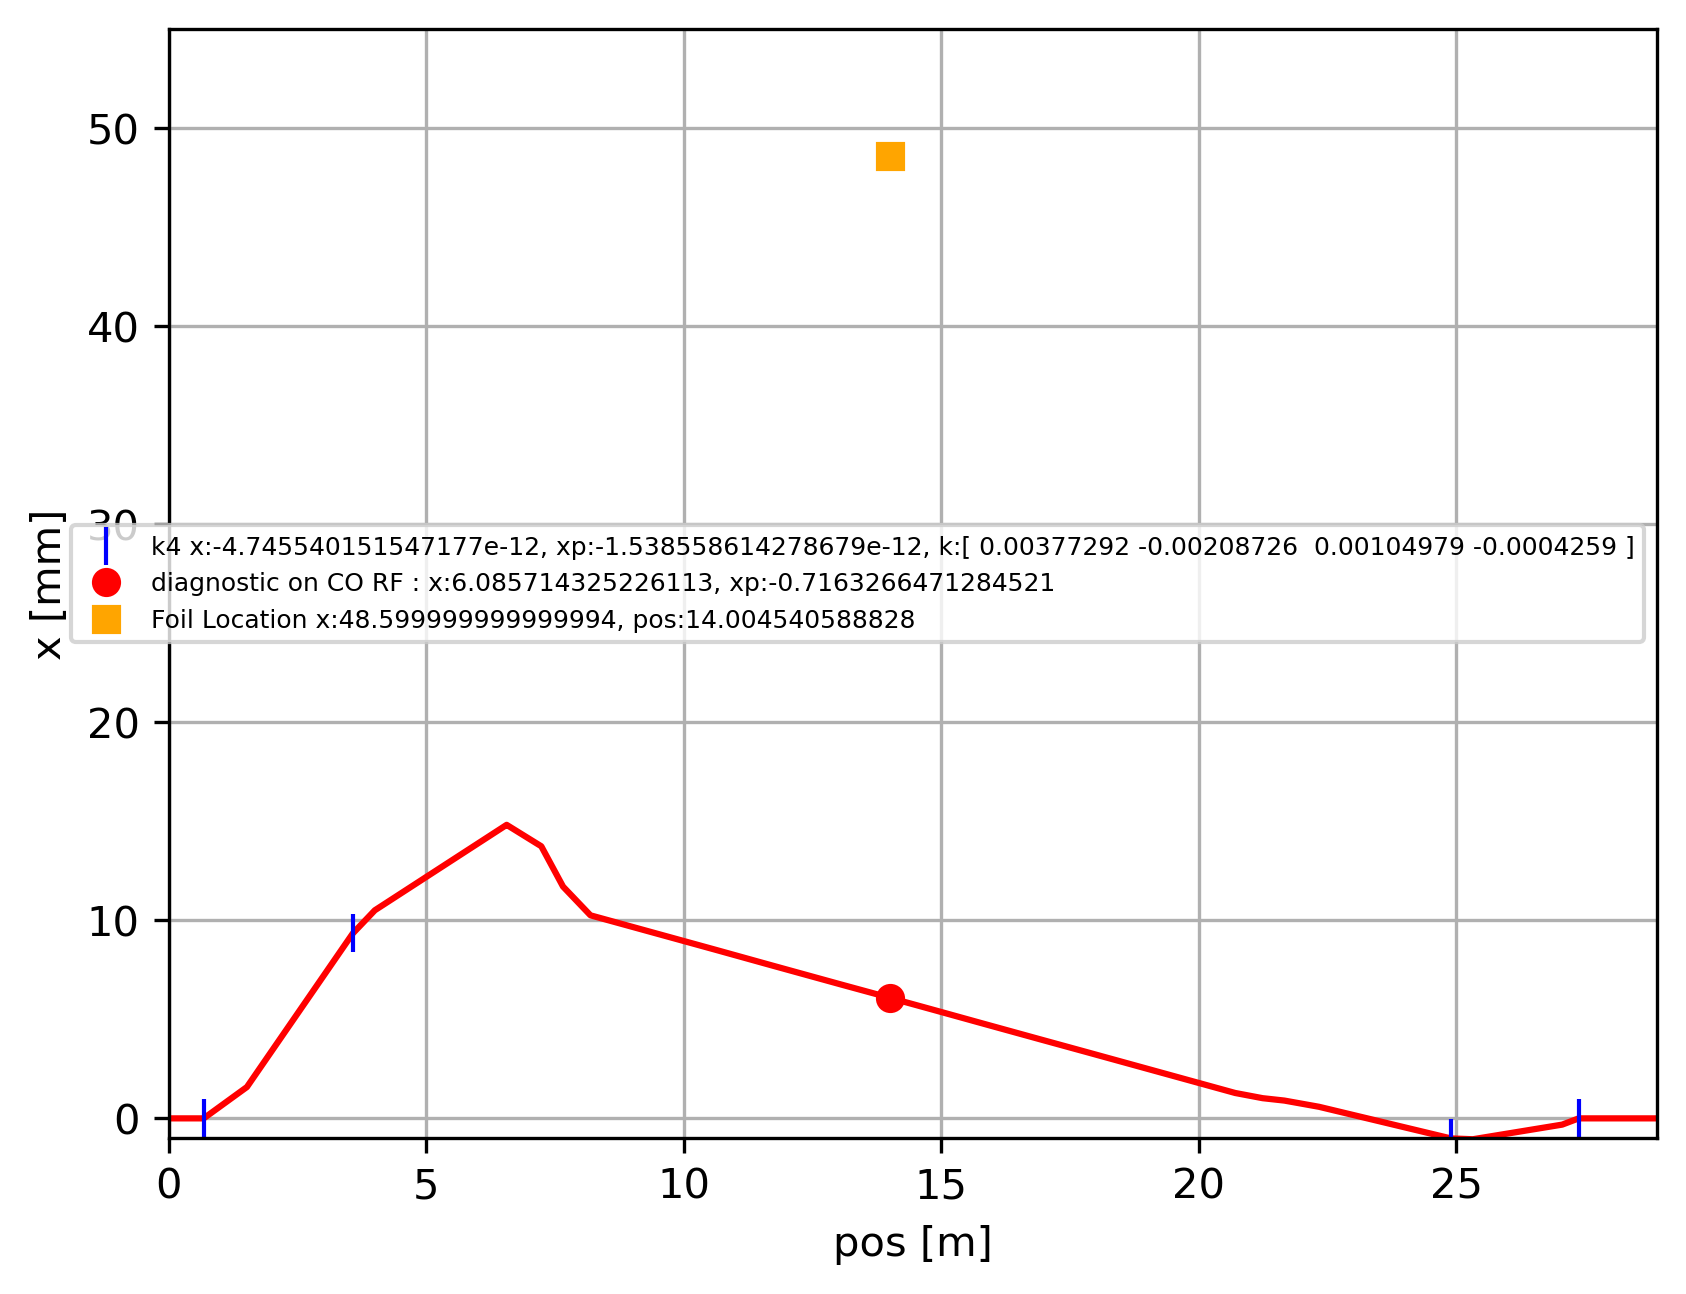 50
40
30
k4 x:-4.745540151547177e-12, xp:-1.538558614278679e-12, k:[ 0.00377292 -0.00208726  0.00104979 -0.0004259 ]
diagnostic on CO RF : x:6.085714325226113, xp:-0.7163266471284521
Foil Location x:48.599999999999994, pos:14.004540588828
x [mm]
20
10
0
0 5 10 15 20 25
pos [m]